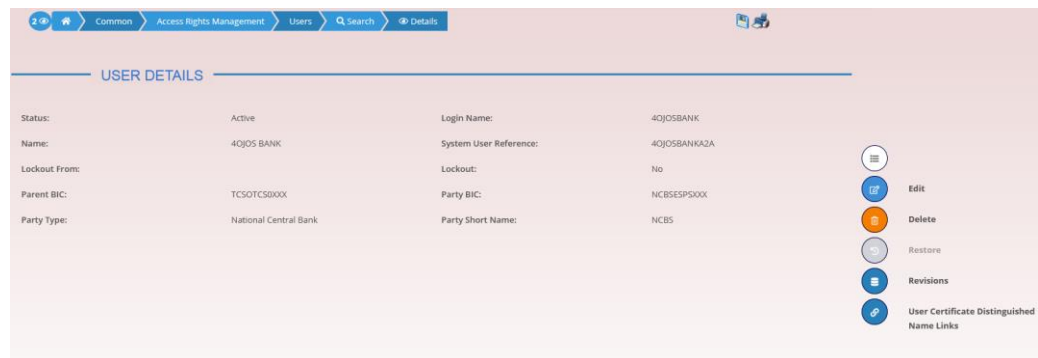 2 Common Access Rights Management Users Search Details
USER DETAILS
Status: Active Login Name: 4OJOSBANK
Name: 4OJOS BANK System User Reference: 4OJOSBANKA2A
Lockout From: Lockout: No
Parent BIC: TCSOTCS0XXX Party BIC: NCBSESPSXXX
Party Type: National Central Bank Party Short Name: NCBS
Edit
Delete
Restore
Revisions
User Certificate Distinguished
Name Links